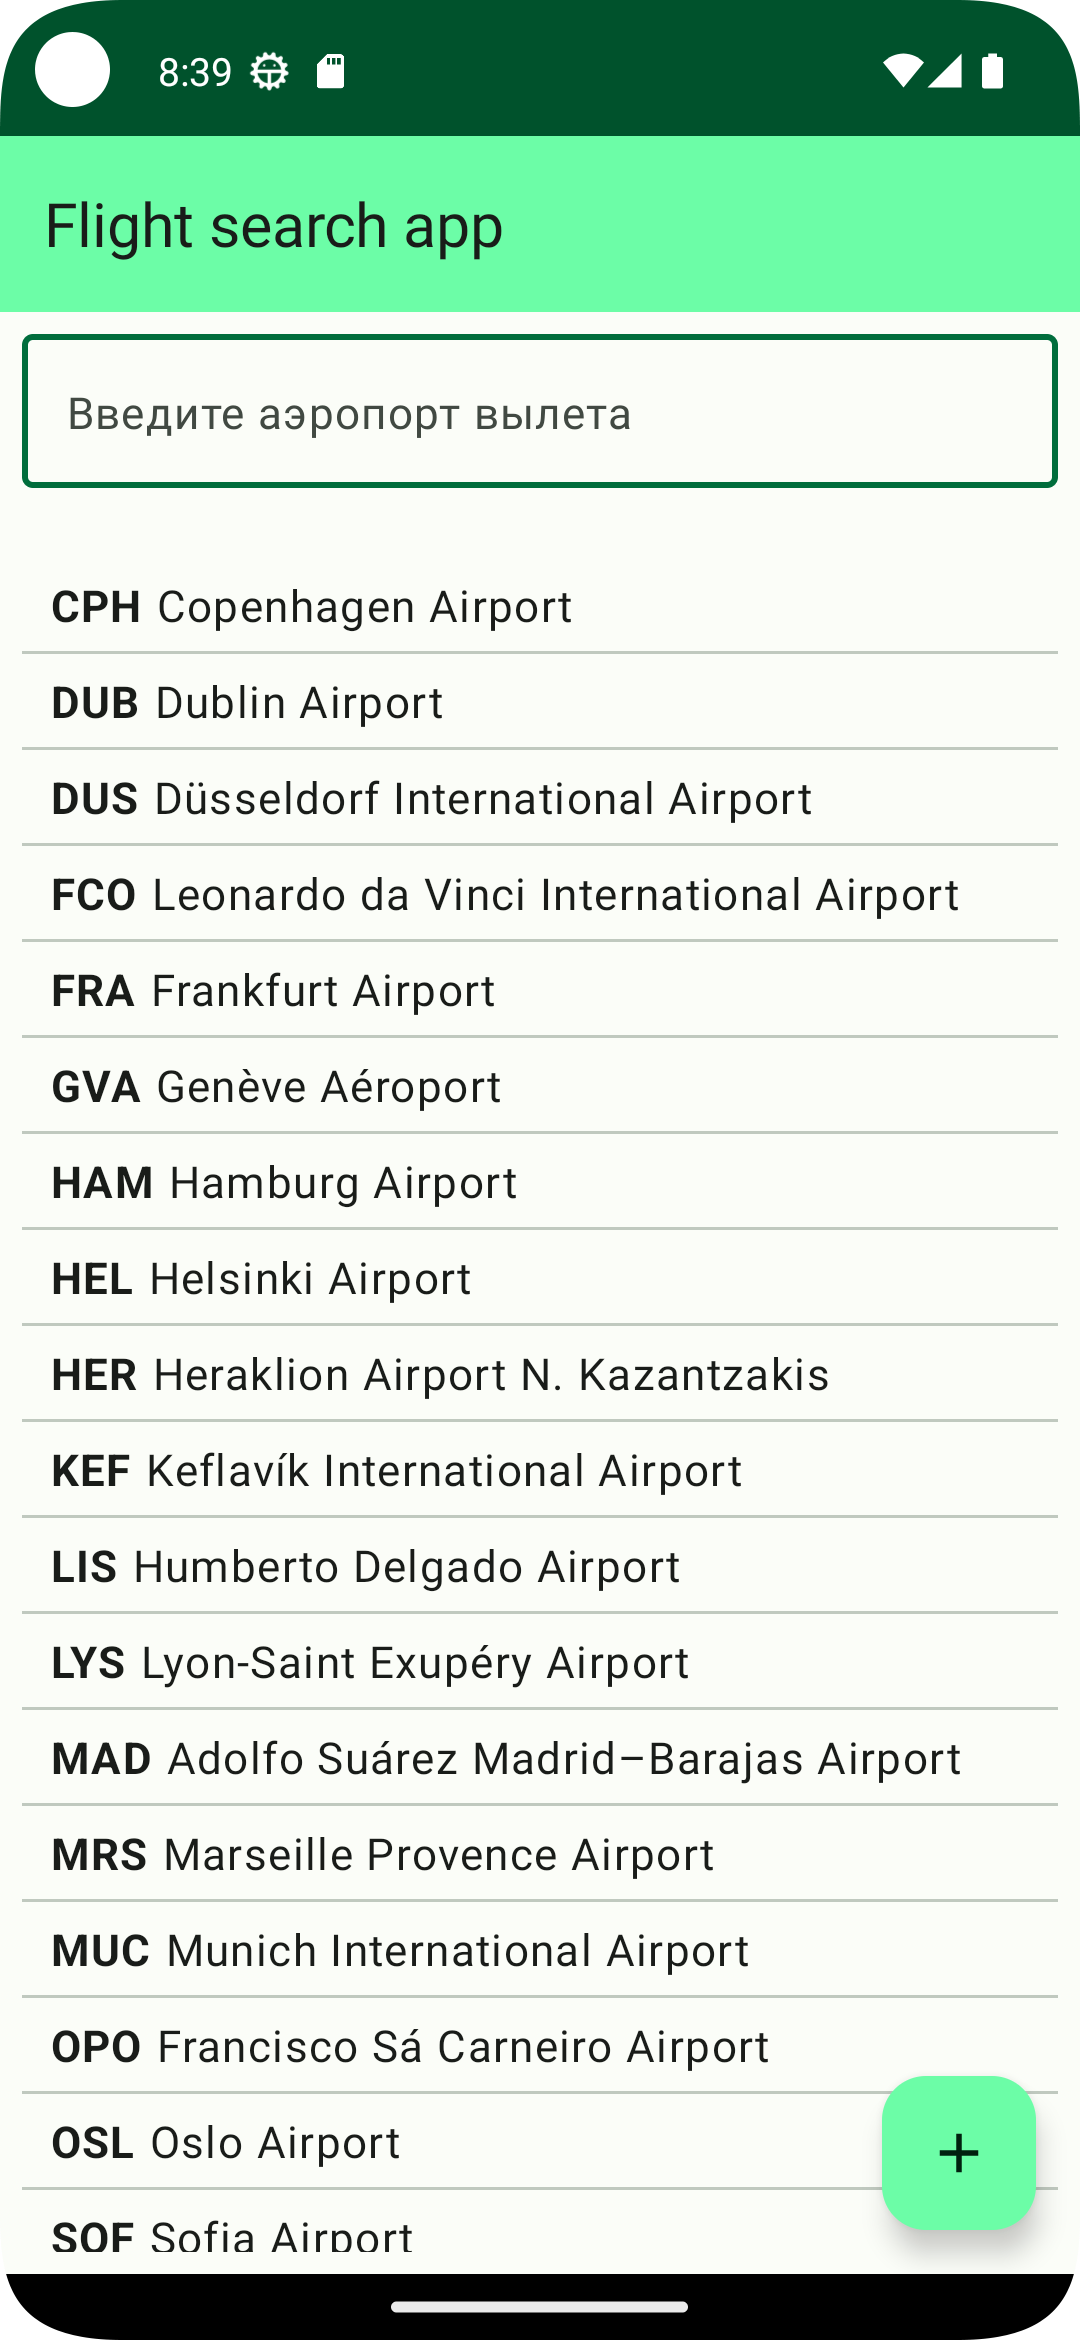 8:39
Flight search app
Введите аэропорт вылета
CPH Copenhagen Airport
DUB Dublin Airport
DUS Düsseldorf International Airport
FCO Leonardo da Vinci International Airport
FRA Frankfurt Airport
GVA Genève Aéroport
HAM Hamburg Airport
HEL Helsinki Airport
HER Heraklion Airport N. Kazantzakis
KEF Keflavík International Airport
LIS Humberto Delgado Airport
LYS Lyon-Saint Exupéry Airport
MAD Adolfo Suárez Madrid–Barajas Airport
MRS Marseille Provence Airport
MUC Munich International Airport
OPO Francisco Sá Carneiro Airport
OSL Oslo Airport
SOF Sofia Airport